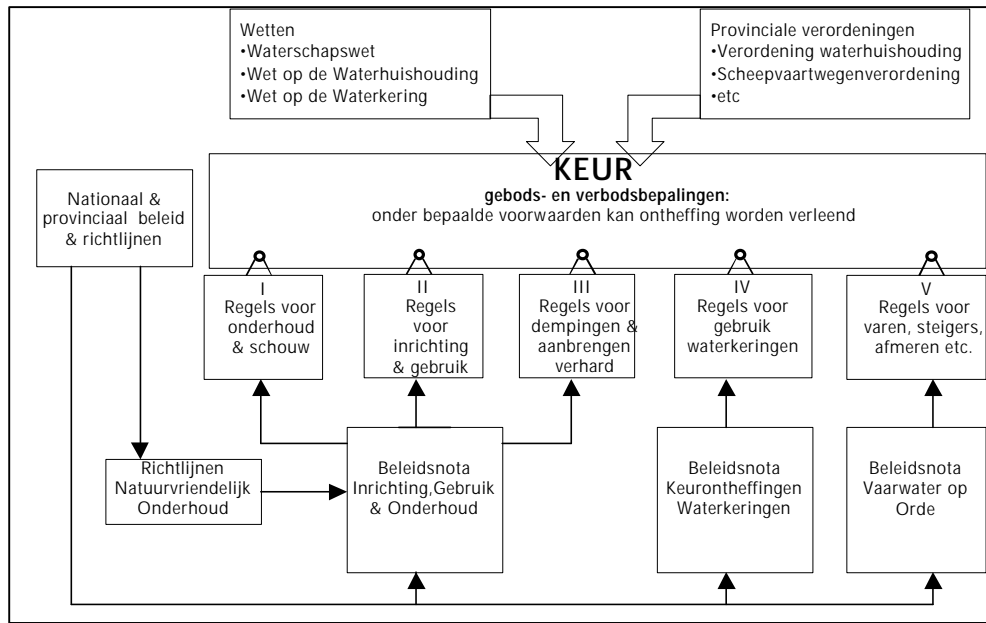 Wetten
•Waterschapswet
•Wet op de Waterhuishouding
•Wet op de Waterkering
Provinciale verordeningen
•Verordening waterhuishouding
•Scheepvaartwegenverordening
•etc
KEUR
gebods- en verbodsbepalingen:
onder bepaalde voorwaarden kan ontheffing worden verleend
Nationaal &
provinciaal beleid
& richtlijnen
I
Regels voor
onderhoud
& schouw
II
Regels
voor
inrichting
& gebruik
III
Regels voor
dempingen &
aanbrengen
verhard
IV
Regels voor
gebruik
waterkeringen
V
Regels voor
varen, steigers,
afmeren etc.
Richtlijnen
Natuurvriendelijk
Onderhoud
Beleidsnota
Inrichting,Gebruik
& Onderhoud
Beleidsnota
Keurontheffingen
Waterkeringen
Beleidsnota
Vaarwater op
Orde